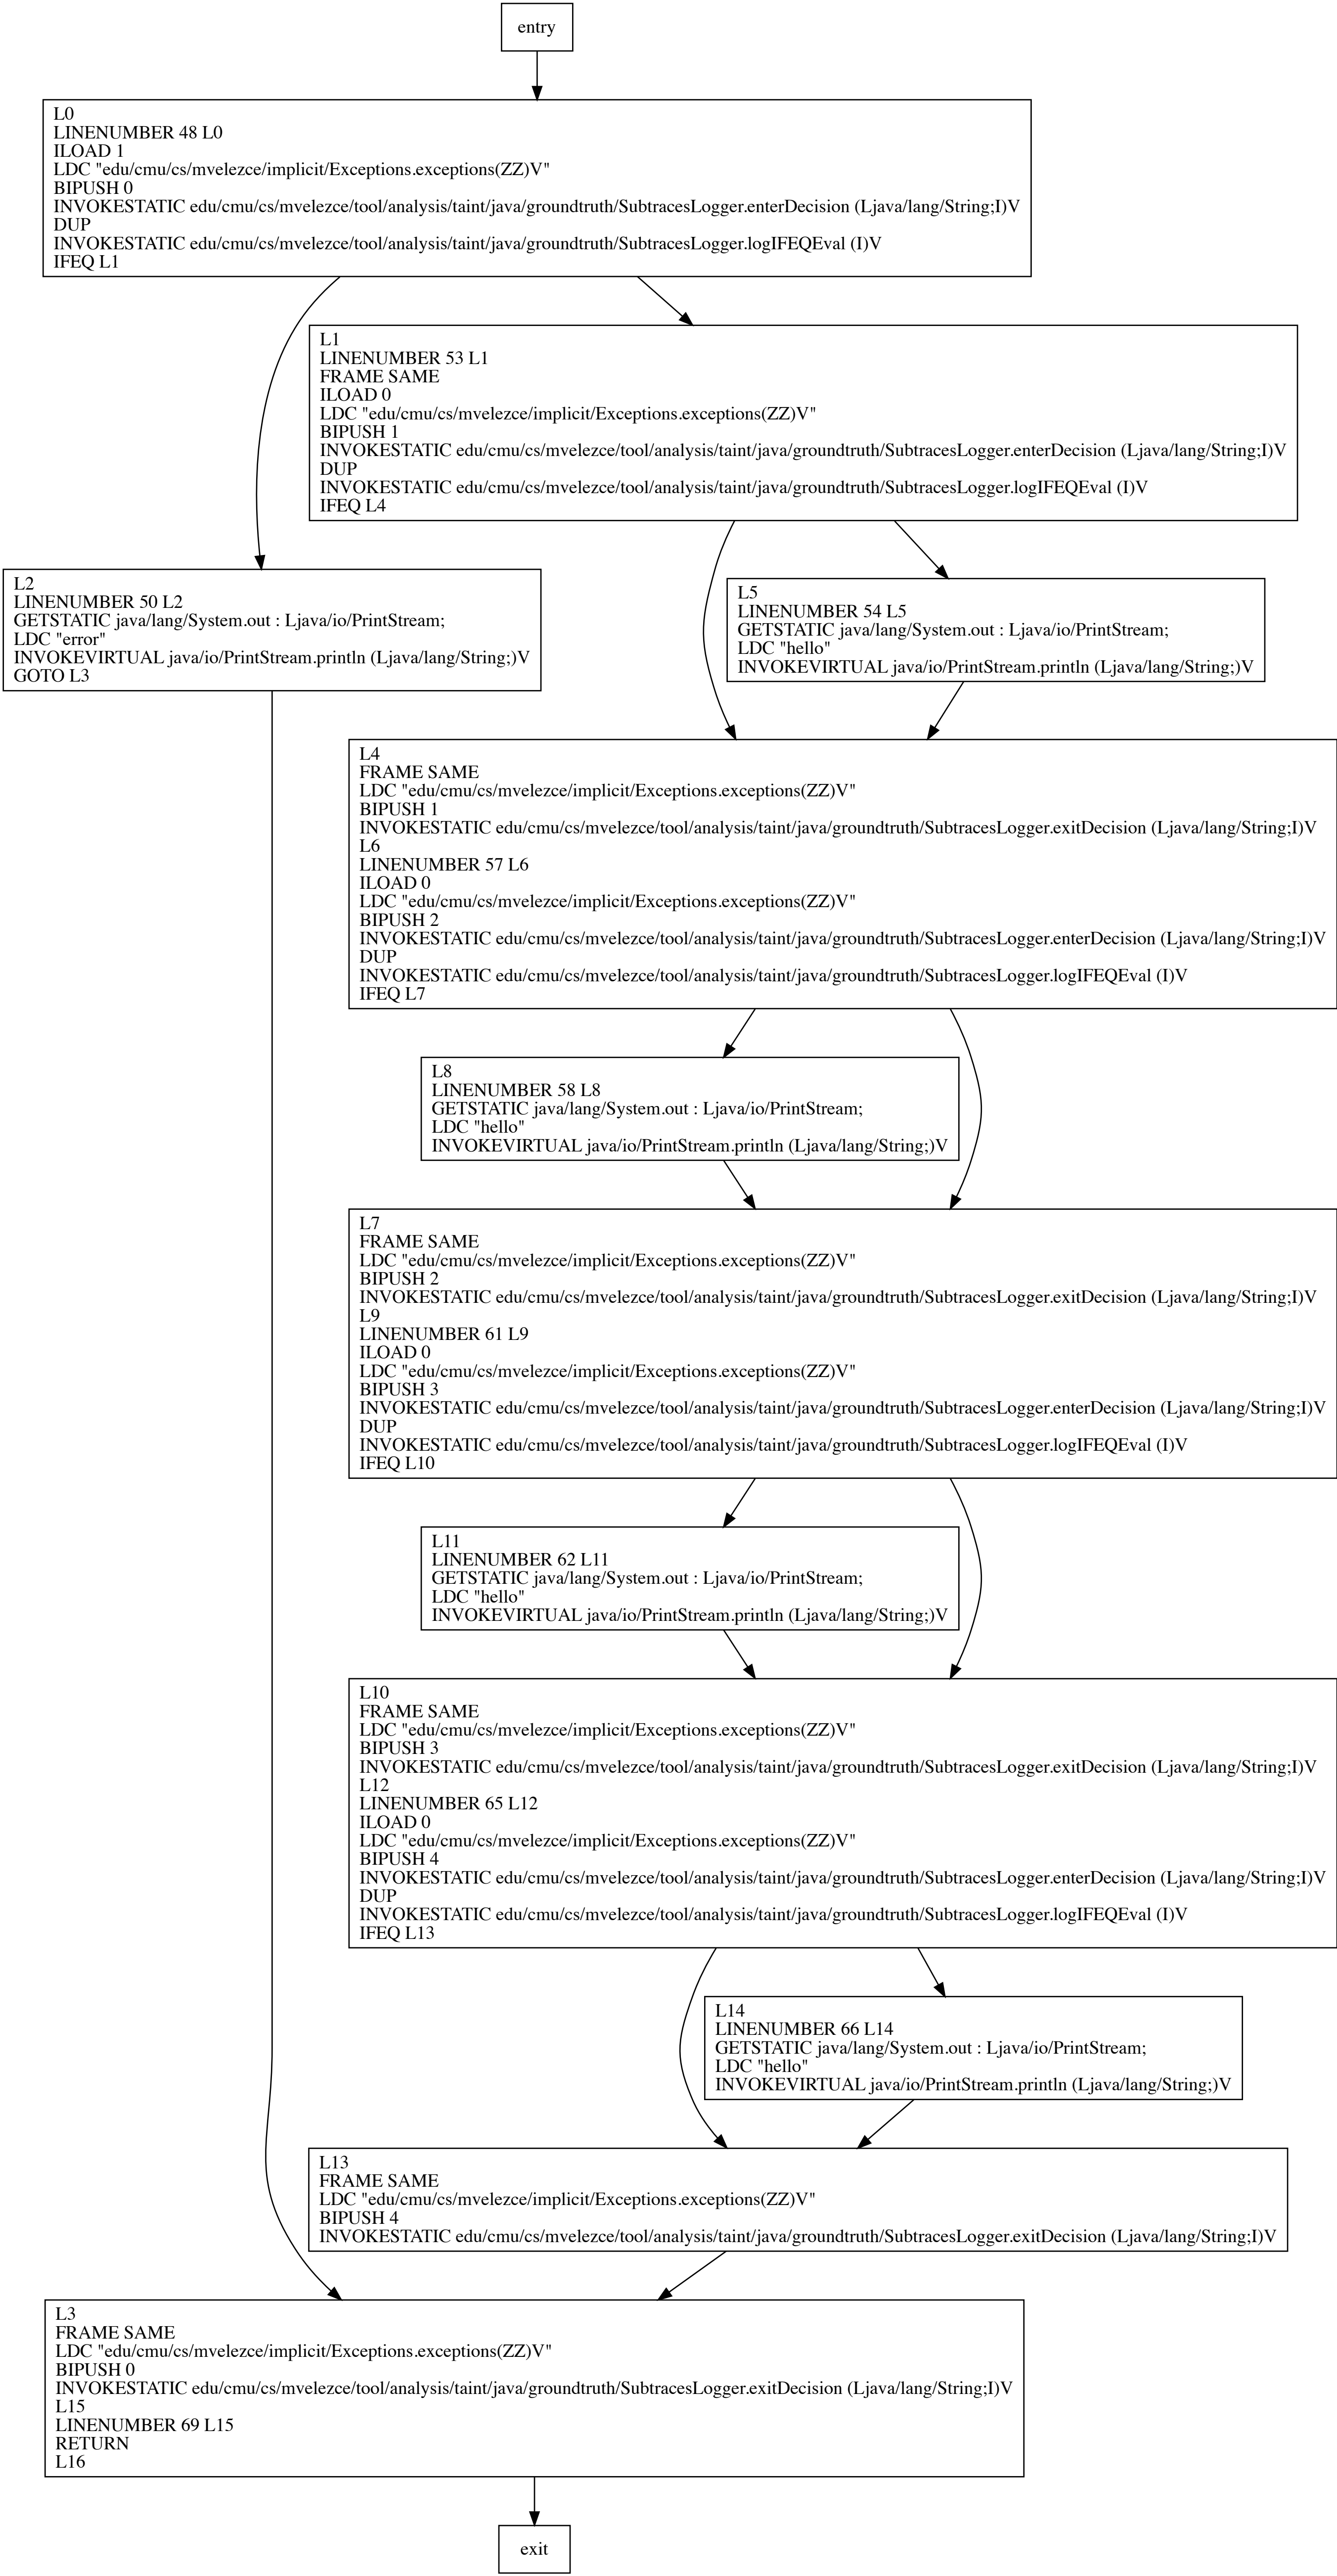 entry
L0
LINENUMBER 48 L0
ILOAD 1
LDC "edu/cmu/cs/mvelezce/implicit/Exceptions.exceptions(ZZ)V"
BIPUSH 0
INVOKESTATIC edu/cmu/cs/mvelezce/tool/analysis/taint/java/groundtruth/SubtracesLogger.enterDecision (Ljava/lang/String;I)V
DUP
INVOKESTATIC edu/cmu/cs/mvelezce/tool/analysis/taint/java/groundtruth/SubtracesLogger.logIFEQEval (I)V
IFEQ L1
L1
LINENUMBER 53 L1
FRAME SAME
ILOAD 0
LDC "edu/cmu/cs/mvelezce/implicit/Exceptions.exceptions(ZZ)V"
BIPUSH 1
INVOKESTATIC edu/cmu/cs/mvelezce/tool/analysis/taint/java/groundtruth/SubtracesLogger.enterDecision (Ljava/lang/String;I)V
DUP
INVOKESTATIC edu/cmu/cs/mvelezce/tool/analysis/taint/java/groundtruth/SubtracesLogger.logIFEQEval (I)V
IFEQ L4
L2
LINENUMBER 50 L2
GETSTATIC java/lang/System.out : Ljava/io/PrintStream;
LDC "error"
INVOKEVIRTUAL java/io/PrintStream.println (Ljava/lang/String;)V
GOTO L3
L5
LINENUMBER 54 L5
GETSTATIC java/lang/System.out : Ljava/io/PrintStream;
LDC "hello"
INVOKEVIRTUAL java/io/PrintStream.println (Ljava/lang/String;)V
L4
FRAME SAME
LDC "edu/cmu/cs/mvelezce/implicit/Exceptions.exceptions(ZZ)V"
BIPUSH 1
INVOKESTATIC edu/cmu/cs/mvelezce/tool/analysis/taint/java/groundtruth/SubtracesLogger.exitDecision (Ljava/lang/String;I)V
L6
LINENUMBER 57 L6
ILOAD 0
LDC "edu/cmu/cs/mvelezce/implicit/Exceptions.exceptions(ZZ)V"
BIPUSH 2
INVOKESTATIC edu/cmu/cs/mvelezce/tool/analysis/taint/java/groundtruth/SubtracesLogger.enterDecision (Ljava/lang/String;I)V
DUP
INVOKESTATIC edu/cmu/cs/mvelezce/tool/analysis/taint/java/groundtruth/SubtracesLogger.logIFEQEval (I)V
IFEQ L7
L8
LINENUMBER 58 L8
GETSTATIC java/lang/System.out : Ljava/io/PrintStream;
LDC "hello"
INVOKEVIRTUAL java/io/PrintStream.println (Ljava/lang/String;)V
L7
FRAME SAME
LDC "edu/cmu/cs/mvelezce/implicit/Exceptions.exceptions(ZZ)V"
BIPUSH 2
INVOKESTATIC edu/cmu/cs/mvelezce/tool/analysis/taint/java/groundtruth/SubtracesLogger.exitDecision (Ljava/lang/String;I)V
L9
LINENUMBER 61 L9
ILOAD 0
LDC "edu/cmu/cs/mvelezce/implicit/Exceptions.exceptions(ZZ)V"
BIPUSH 3
INVOKESTATIC edu/cmu/cs/mvelezce/tool/analysis/taint/java/groundtruth/SubtracesLogger.enterDecision (Ljava/lang/String;I)V
DUP
INVOKESTATIC edu/cmu/cs/mvelezce/tool/analysis/taint/java/groundtruth/SubtracesLogger.logIFEQEval (I)V
IFEQ L10
L11
LINENUMBER 62 L11
GETSTATIC java/lang/System.out : Ljava/io/PrintStream;
LDC "hello"
INVOKEVIRTUAL java/io/PrintStream.println (Ljava/lang/String;)V
L10
FRAME SAME
LDC "edu/cmu/cs/mvelezce/implicit/Exceptions.exceptions(ZZ)V"
BIPUSH 3
INVOKESTATIC edu/cmu/cs/mvelezce/tool/analysis/taint/java/groundtruth/SubtracesLogger.exitDecision (Ljava/lang/String;I)V
L12
LINENUMBER 65 L12
ILOAD 0
LDC "edu/cmu/cs/mvelezce/implicit/Exceptions.exceptions(ZZ)V"
BIPUSH 4
INVOKESTATIC edu/cmu/cs/mvelezce/tool/analysis/taint/java/groundtruth/SubtracesLogger.enterDecision (Ljava/lang/String;I)V
DUP
INVOKESTATIC edu/cmu/cs/mvelezce/tool/analysis/taint/java/groundtruth/SubtracesLogger.logIFEQEval (I)V
IFEQ L13
L14
LINENUMBER 66 L14
GETSTATIC java/lang/System.out : Ljava/io/PrintStream;
LDC "hello"
INVOKEVIRTUAL java/io/PrintStream.println (Ljava/lang/String;)V
L13
FRAME SAME
LDC "edu/cmu/cs/mvelezce/implicit/Exceptions.exceptions(ZZ)V"
BIPUSH 4
INVOKESTATIC edu/cmu/cs/mvelezce/tool/analysis/taint/java/groundtruth/SubtracesLogger.exitDecision (Ljava/lang/String;I)V
L3
FRAME SAME
LDC "edu/cmu/cs/mvelezce/implicit/Exceptions.exceptions(ZZ)V"
BIPUSH 0
INVOKESTATIC edu/cmu/cs/mvelezce/tool/analysis/taint/java/groundtruth/SubtracesLogger.exitDecision (Ljava/lang/String;I)V
L15
LINENUMBER 69 L15
RETURN
L16
exit